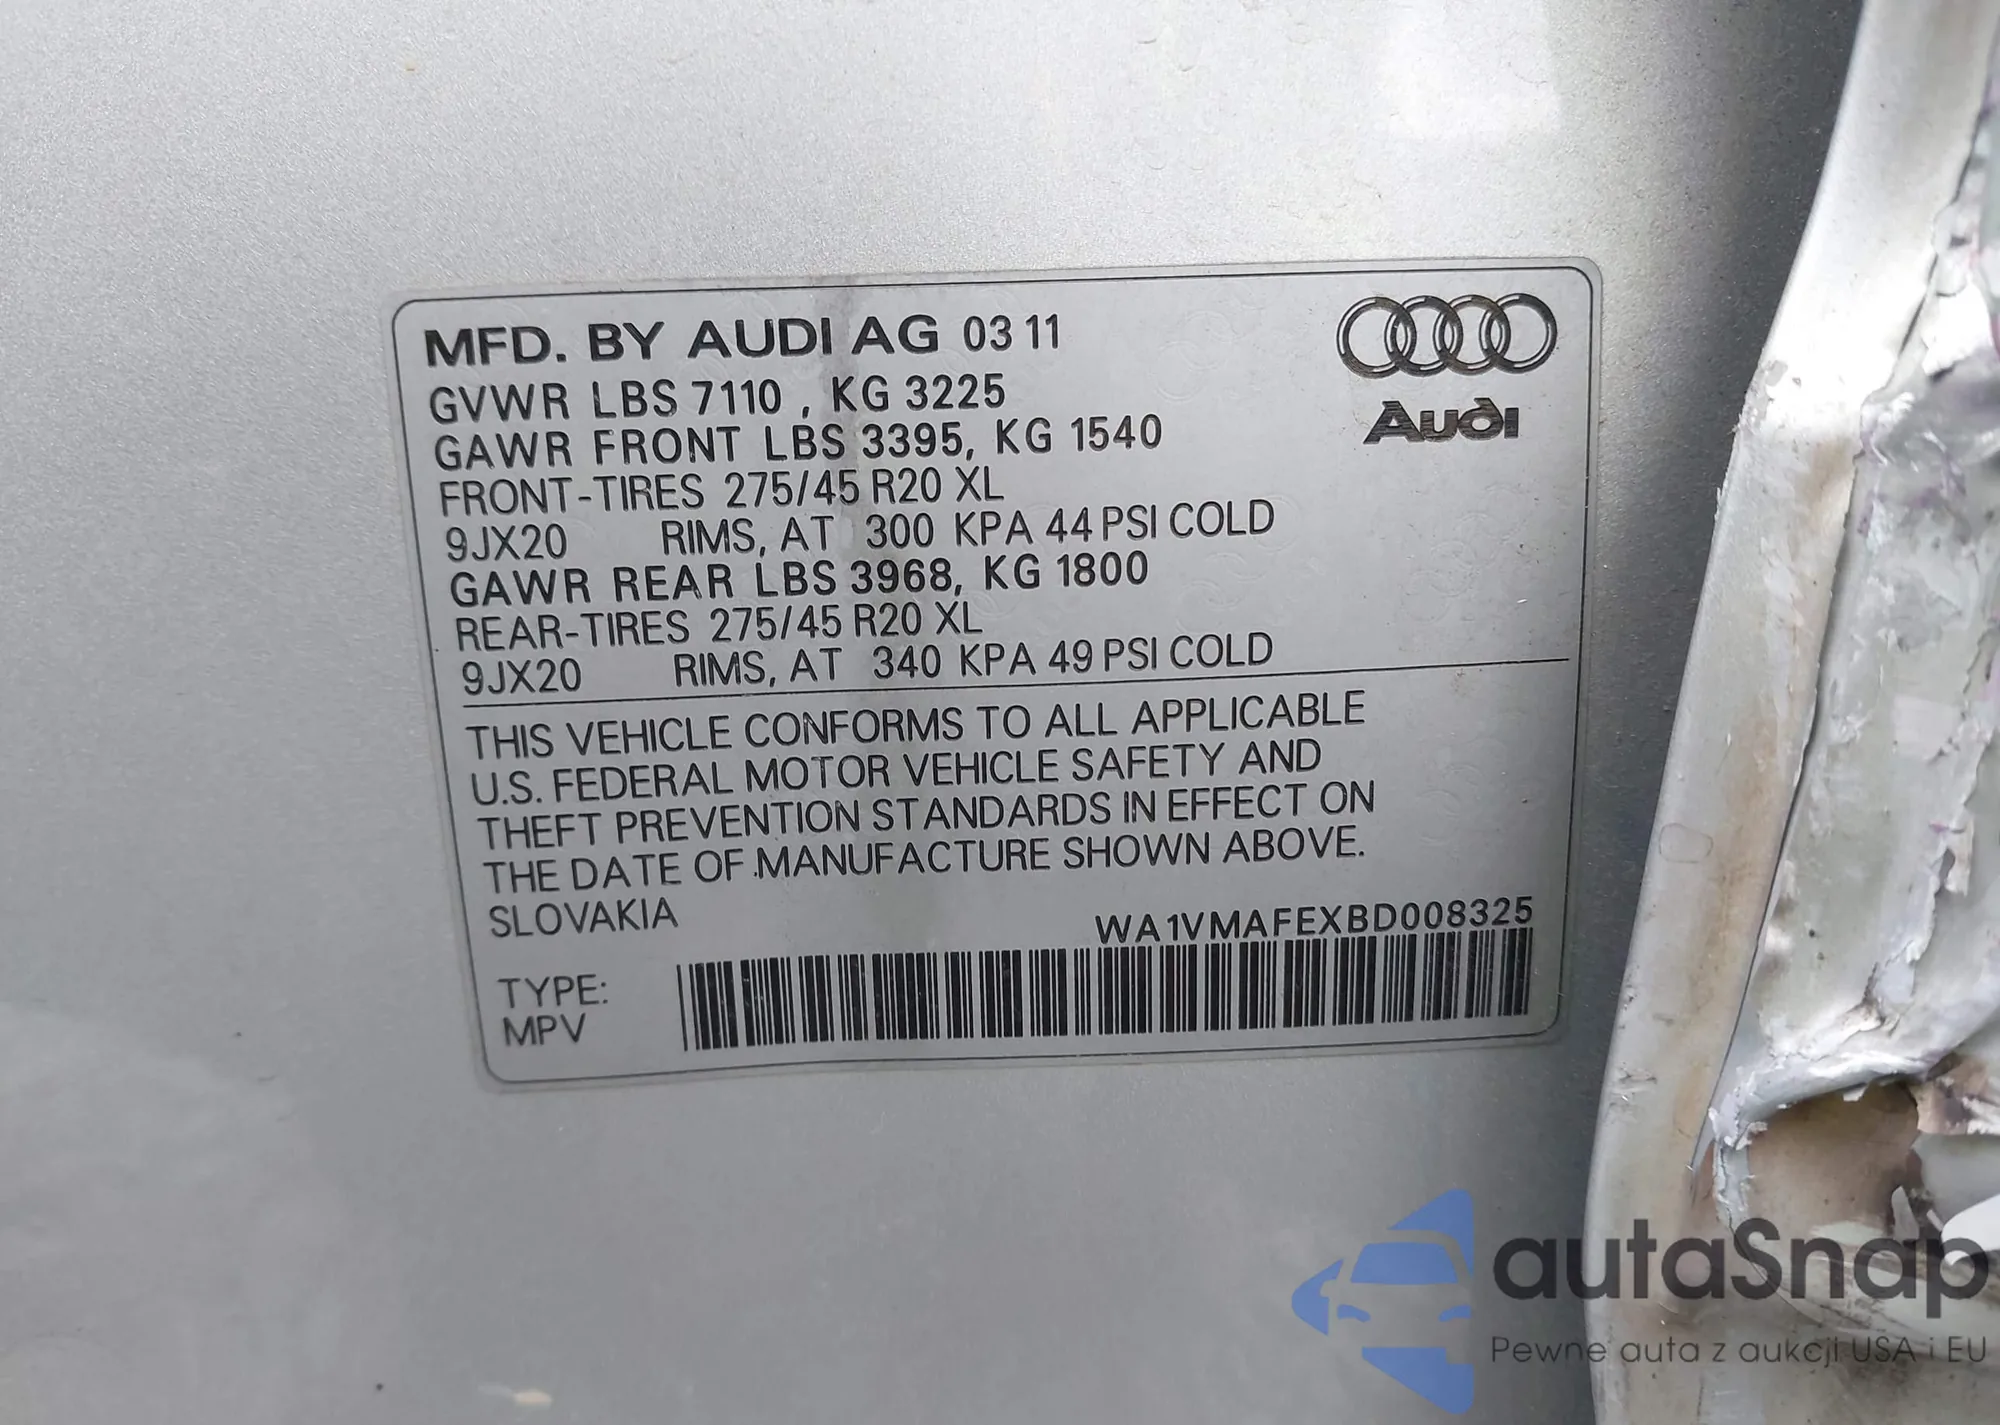 MFD. BY AUDI AG 03 11
GVWR LBS 7110 , KG 3225
GAWR FRONT LBS 3395, KG 1540
FRONT-TIRES 275/45 R20 XL
9JX20 RIMS, AT 300 KPA 44 PSI COLD
GAWR REAR LBS 3968, KG 1800
REAR-TIRES 275/45 R20 XL
9JX20 RIMS, AT 340 KPA 49 PSI COLD
Audi
THIS VEHICLE CONFORMS TO ALL APPLICABLE
U.S. FEDERAL MOTOR VEHICLE SAFETY AND
THEFT PREVENTION STANDARDS IN EFFECT ON
THE DATE OF MANUFACTURE SHOWN ABOVE.
SLOVAKIA
WA1VMAFEXBD008325
TYPE:
MPV
autaSnap
Pewne auta z aukcji USA i EU